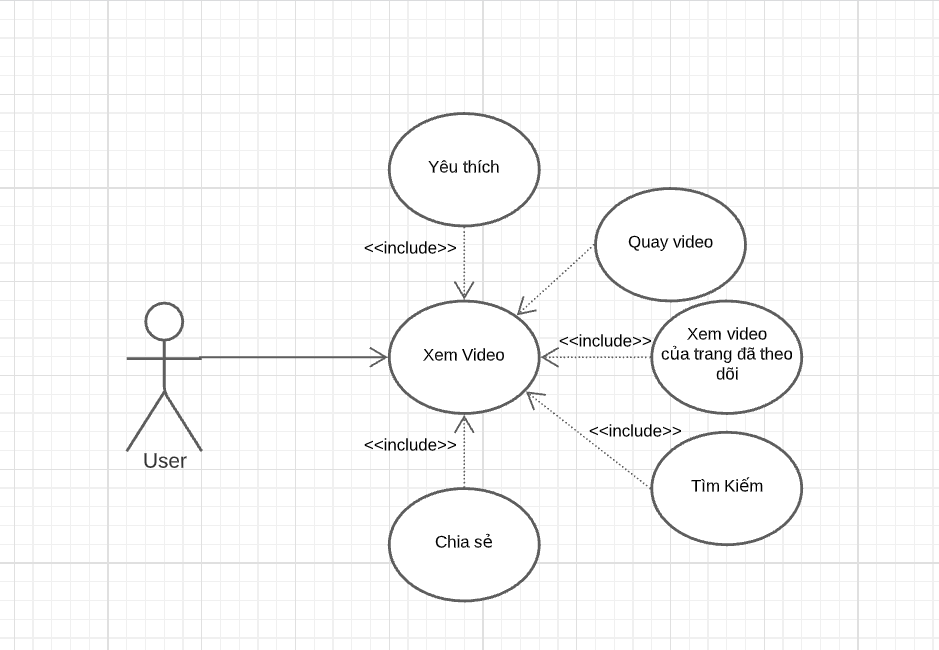 Yêu thích
<<include>>
Quay video
Xem Video
<<include>>
Xem video
của trang đã theo
dõi
User
<<include>>
<<include>>
Tìm Kiếm
Chia sẻ